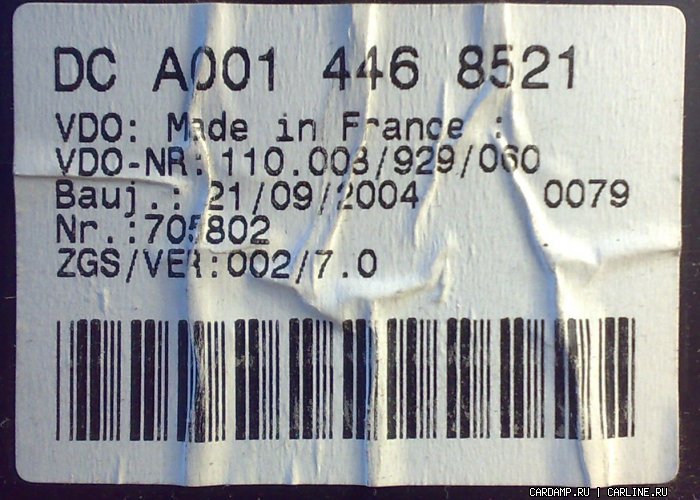 DC A001 446 8521
VDO: Made in France :
VDO-NR:110.008/929/060
Bauj.: 21/09/2004 0079
Nr.:705802
ZGS/VER:002/7.0
CARDAMP.RU | CARLINE.RU